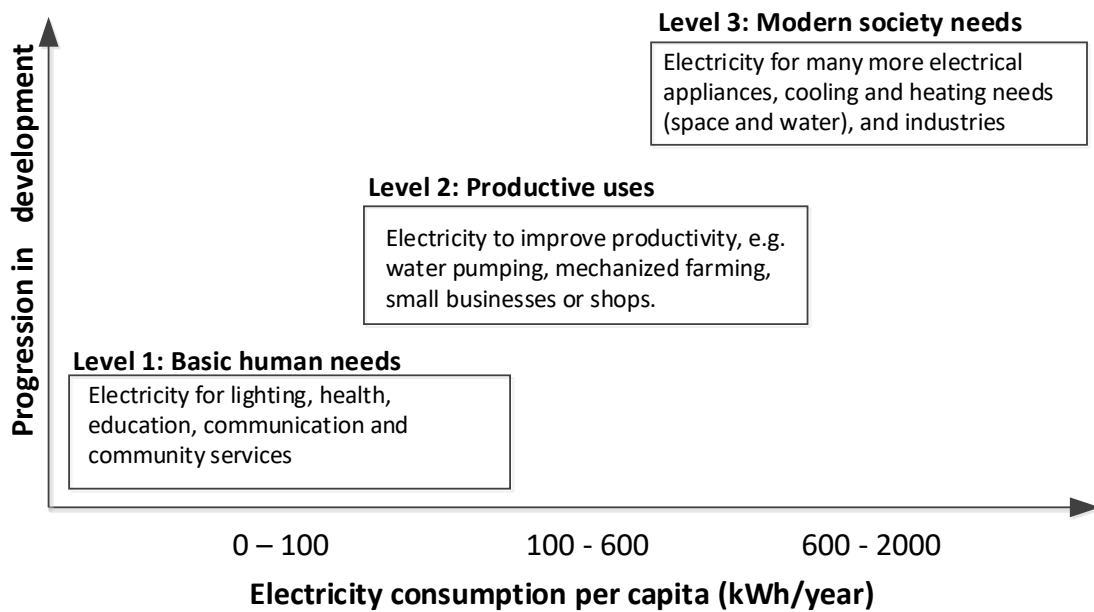 Level 3: Modern society needs
Electricity for many more electrical
appliances, cooling and heating needs
(space and water), and industries
Level 2: Productive uses
Electricity to improve productivity, e.g.
water pumping, mechanized farming,
small businesses or shops.
Level 1: Basic human needs
Electricity for lighting, health,
education, communication and
community services
Progression in development
0 – 100
100 - 600
600 - 2000
Electricity consumption per capita (kWh/year)